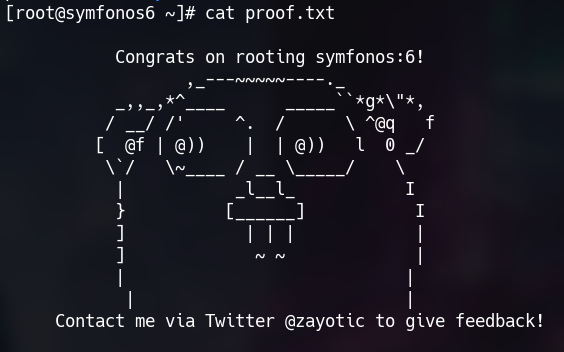 [root@symfonos6 ~]# cat proof.txt
Congrats on rooting symfonos:6!
           ,_---~~~~~----._
    _,,_,*^____      _____``*g*\"*,
   / __/ /'     ^.  /      \ ^@q   f
  [  @f | @))    |  | @))   l  0 _/
   \`/   \~____ / __ \_____/    \
    |           _l__l_           I
    }          [______]           I
    ]            | | |            |
    ]             ~ ~             |
    |                            |
     |                           |
Contact me via Twitter @zayotic to give feedback!